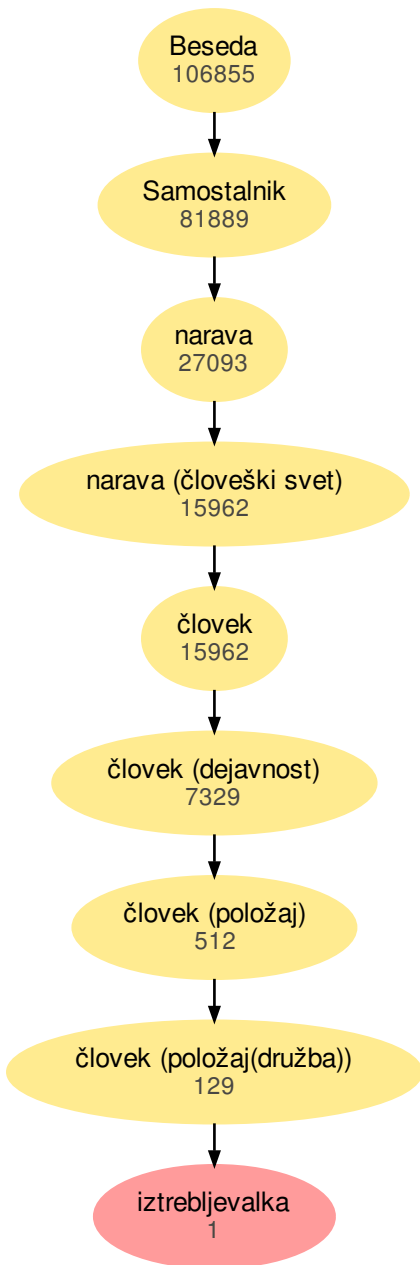 Beseda
106855
Samostalnik
81889
narava
27093
narava (človeški svet)
15962
človek
15962
človek (dejavnost)
7329
človek (položaj)
512
človek (položaj(družba))
129
iztrebljevalka
1